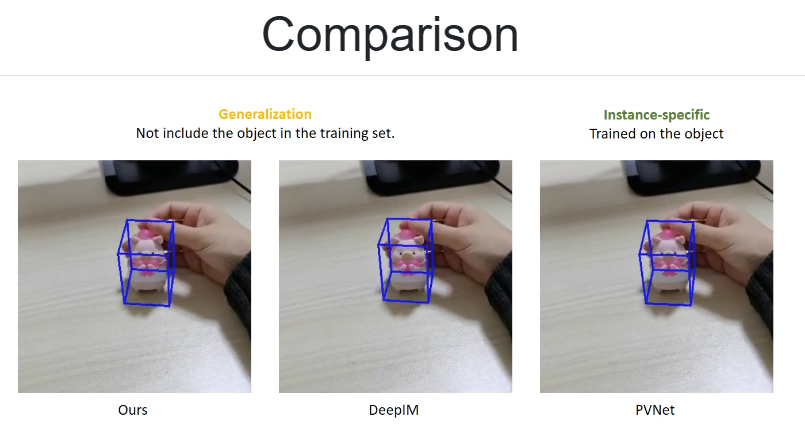 Comparison
Generalization
Not include the object in the training set.
Instance-specific
Trained on the object
Ours
DeepIM
PVNet